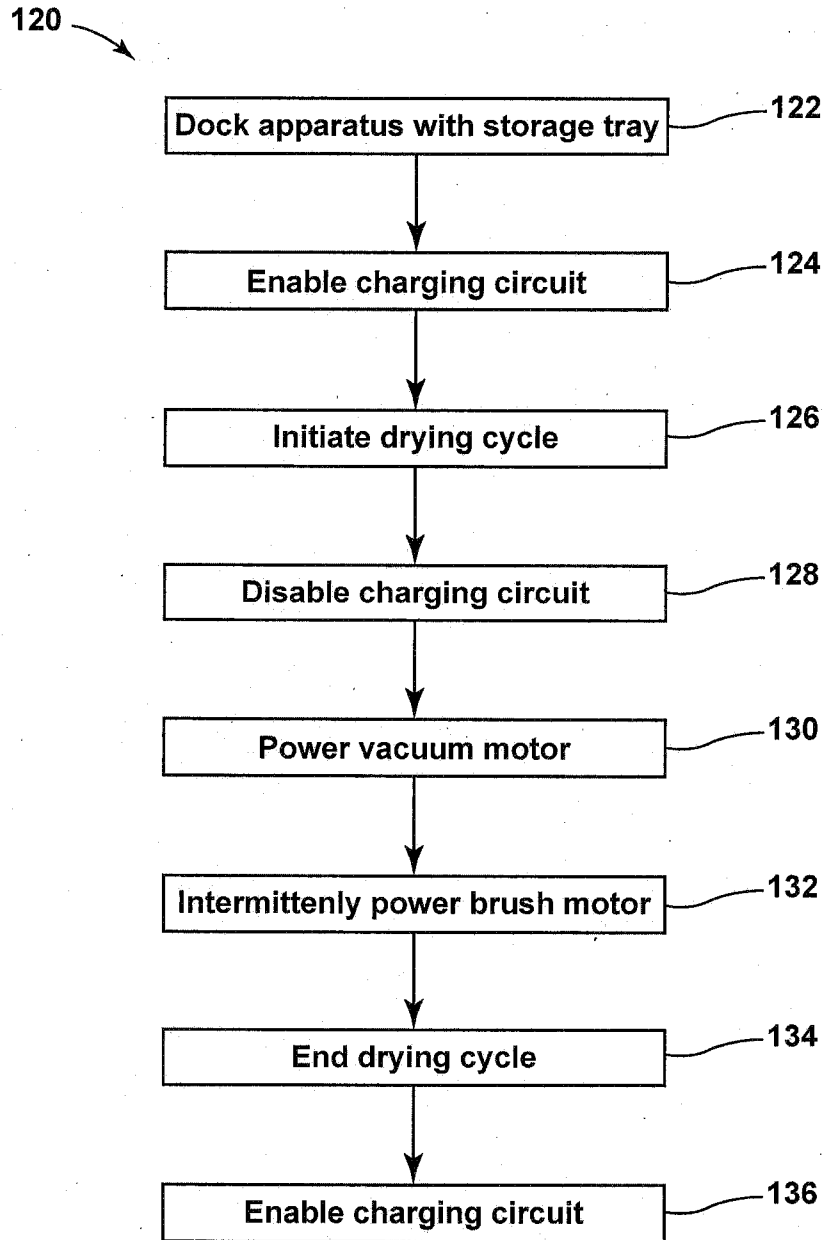 120
Dock apparatus with storage tray
122
Enable charging circuit
124
Initiate drying cycle
126
Disable charging circuit
128
Power vacuum motor
130
Intermittenly power brush motor
132
End drying cycle
134
Enable charging circuit
136